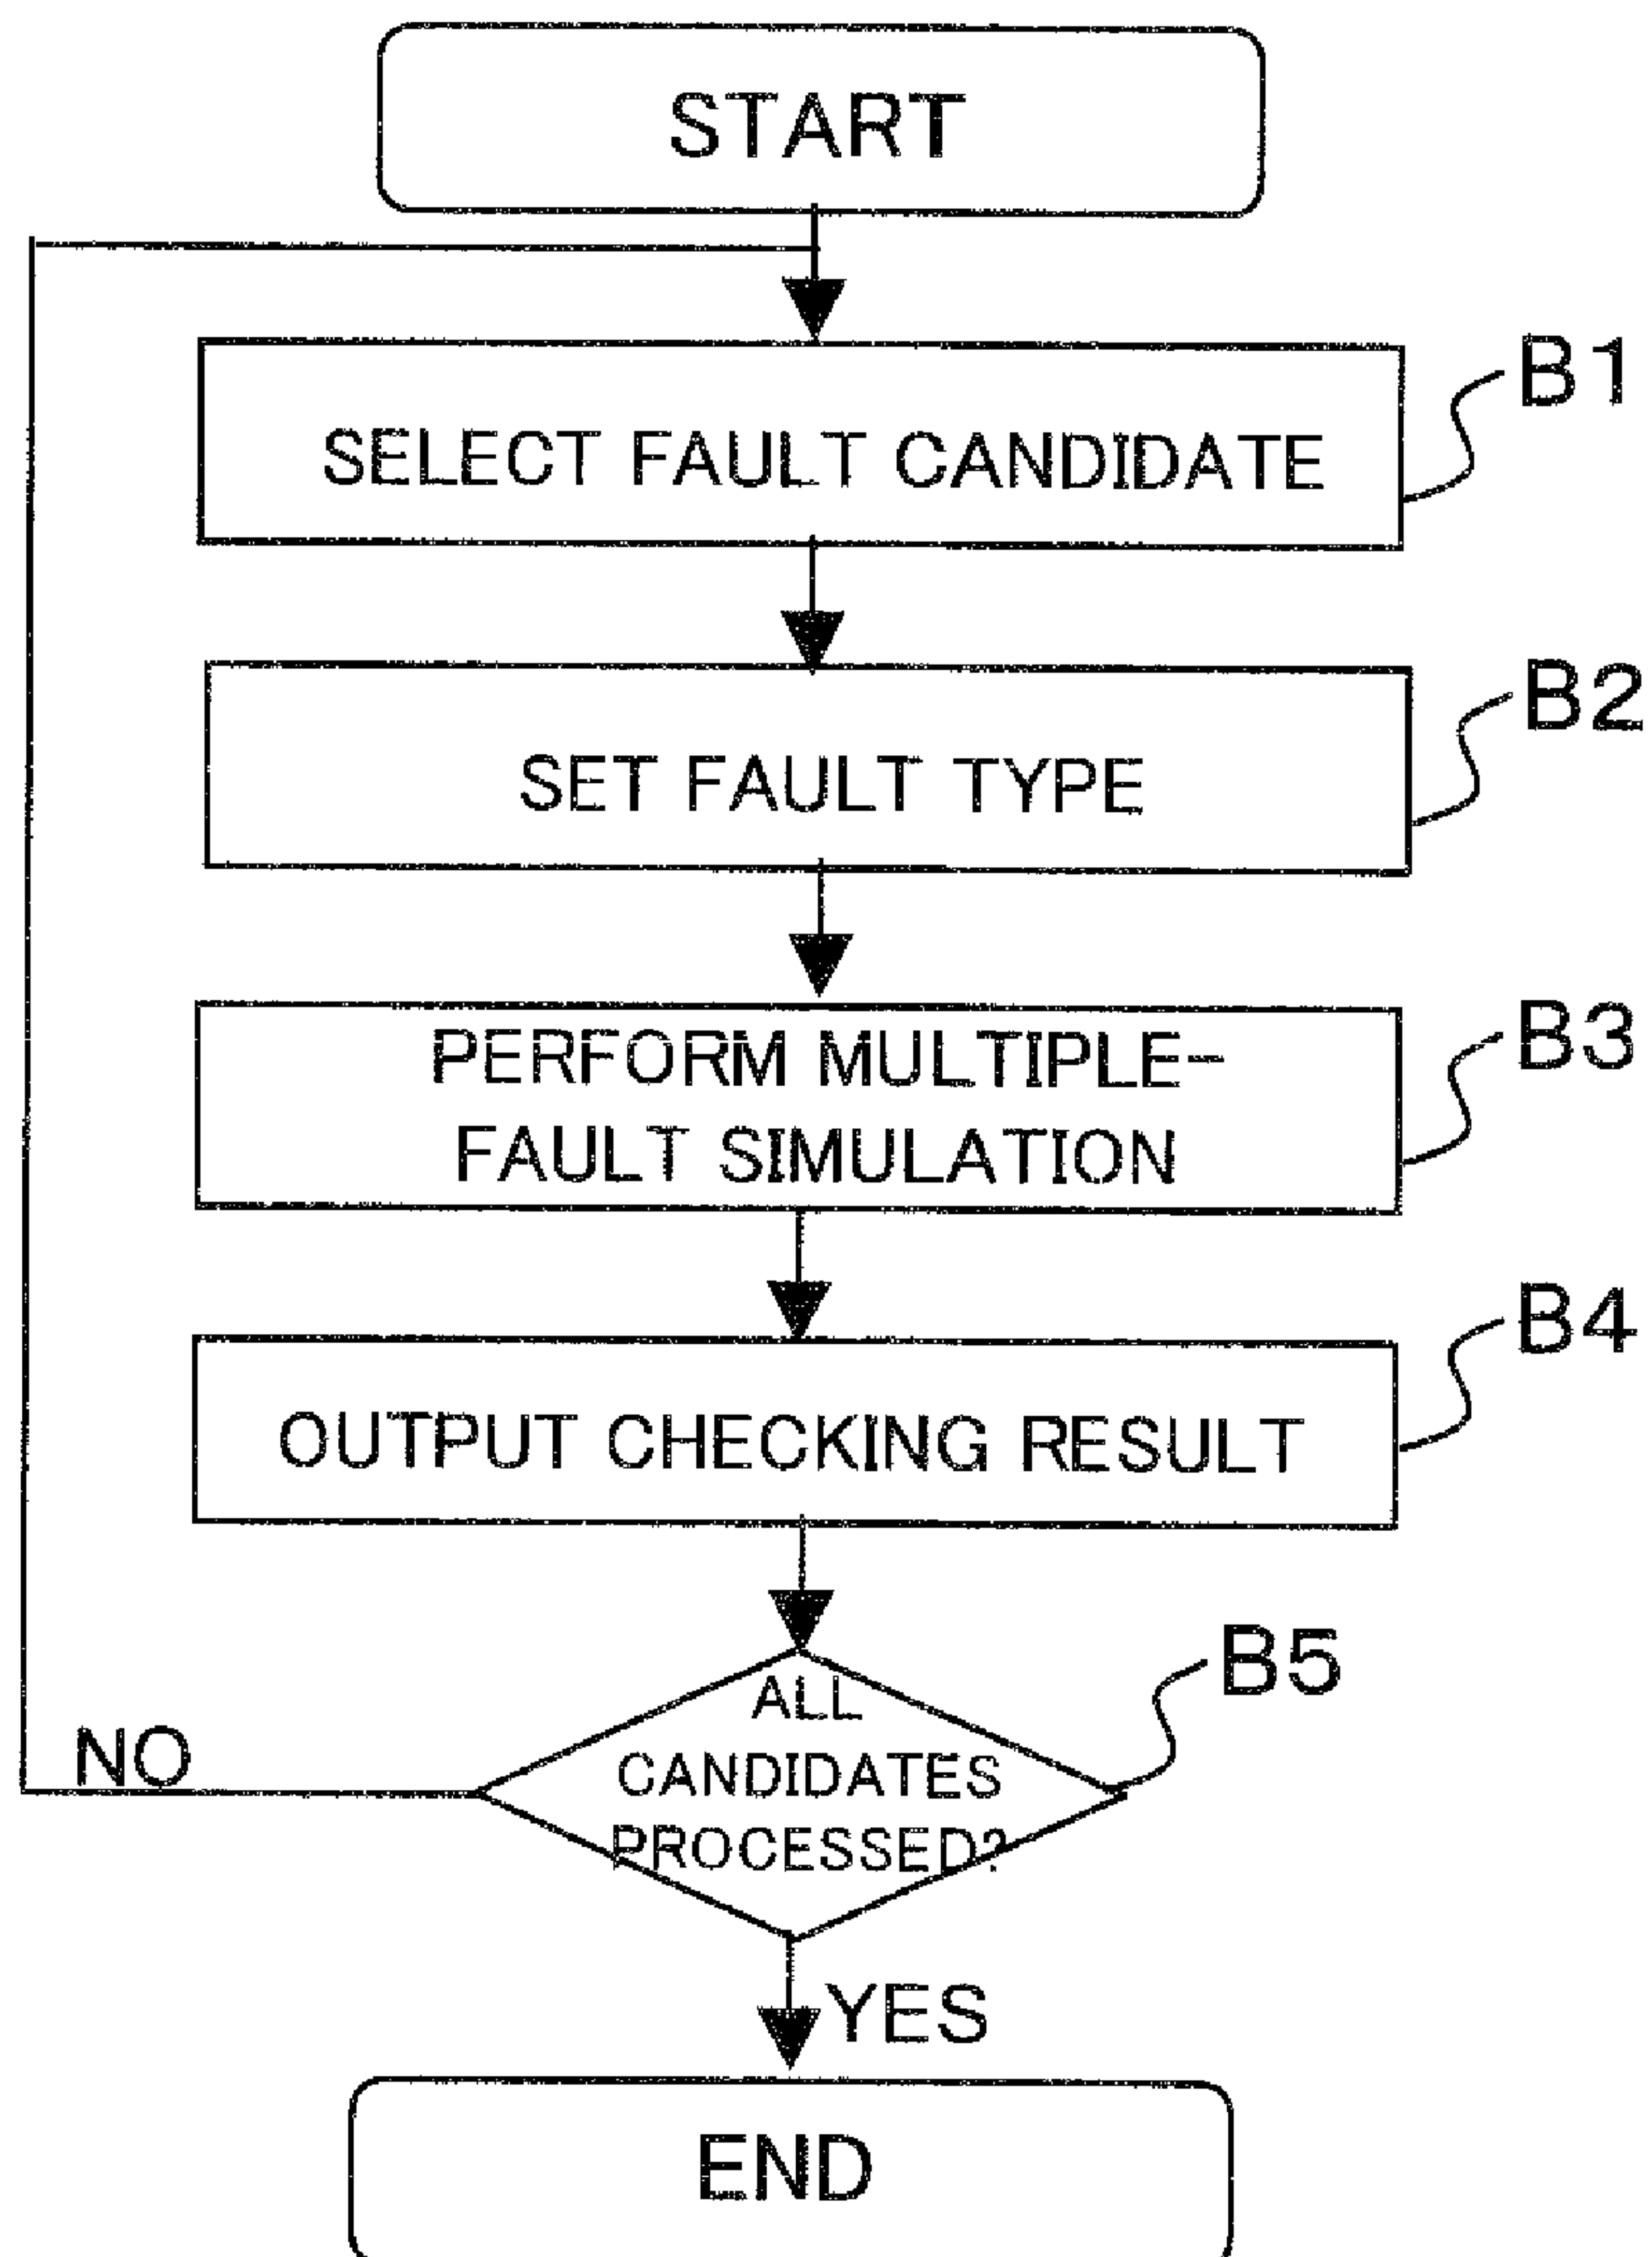 START
B1
SELECT FAULT CANDIDATE
B2
SET FAULT TYPE
B3
PERFORM MULTIPLE-
FAULT SIMULATION
B4
OUTPUT CHECKING RESULT
B5
ALL
CANDIDATES
PROCESSED?
NO
YES
END